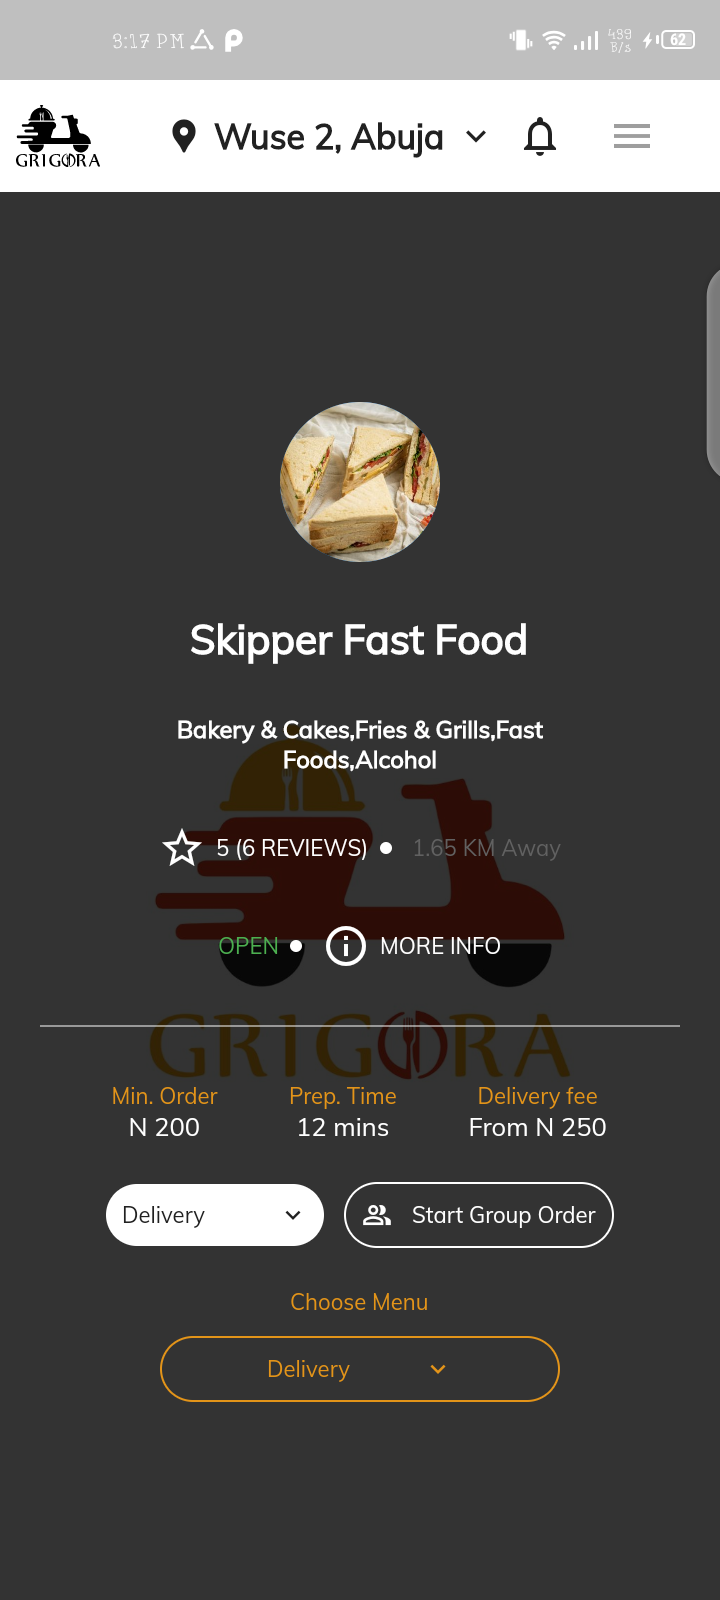 3:17 PM
499 B/s
62
GRIGORA
Wuse 2, Abuja
Skipper Fast Food
Bakery & Cakes,Fries & Grills,Fast
Foods,Alcohol
5 (6 REVIEWS)
1.65 KM Away
OPEN
MORE INFO
GRIGORA
Min. Order Prep. Time Delivery fee
N 200 12 mins From N 250
Delivery
Start Group Order
Choose Menu
Delivery